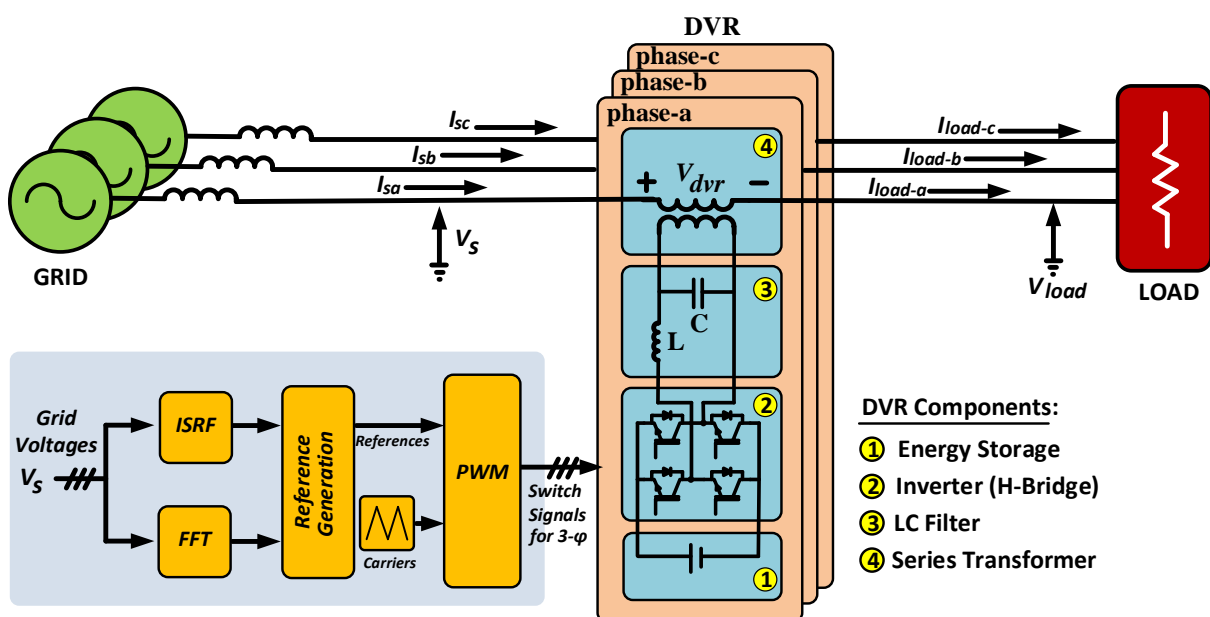 DVR
phase-c
phase-b
phase-a
4
Isc
Isb
Isa
+ Vdvr −
Iload-c
Iload-b
Iload-a
VS
Vload
GRID
LOAD
3
C
L
2
1
Grid
Voltages
VS
ISRF
FFT
Reference
Generation
References
Carriers
PWM
Switch
Signals
for 3-φ
DVR Components:
1 Energy Storage
2 Inverter (H-Bridge)
3 LC Filter
4 Series Transformer